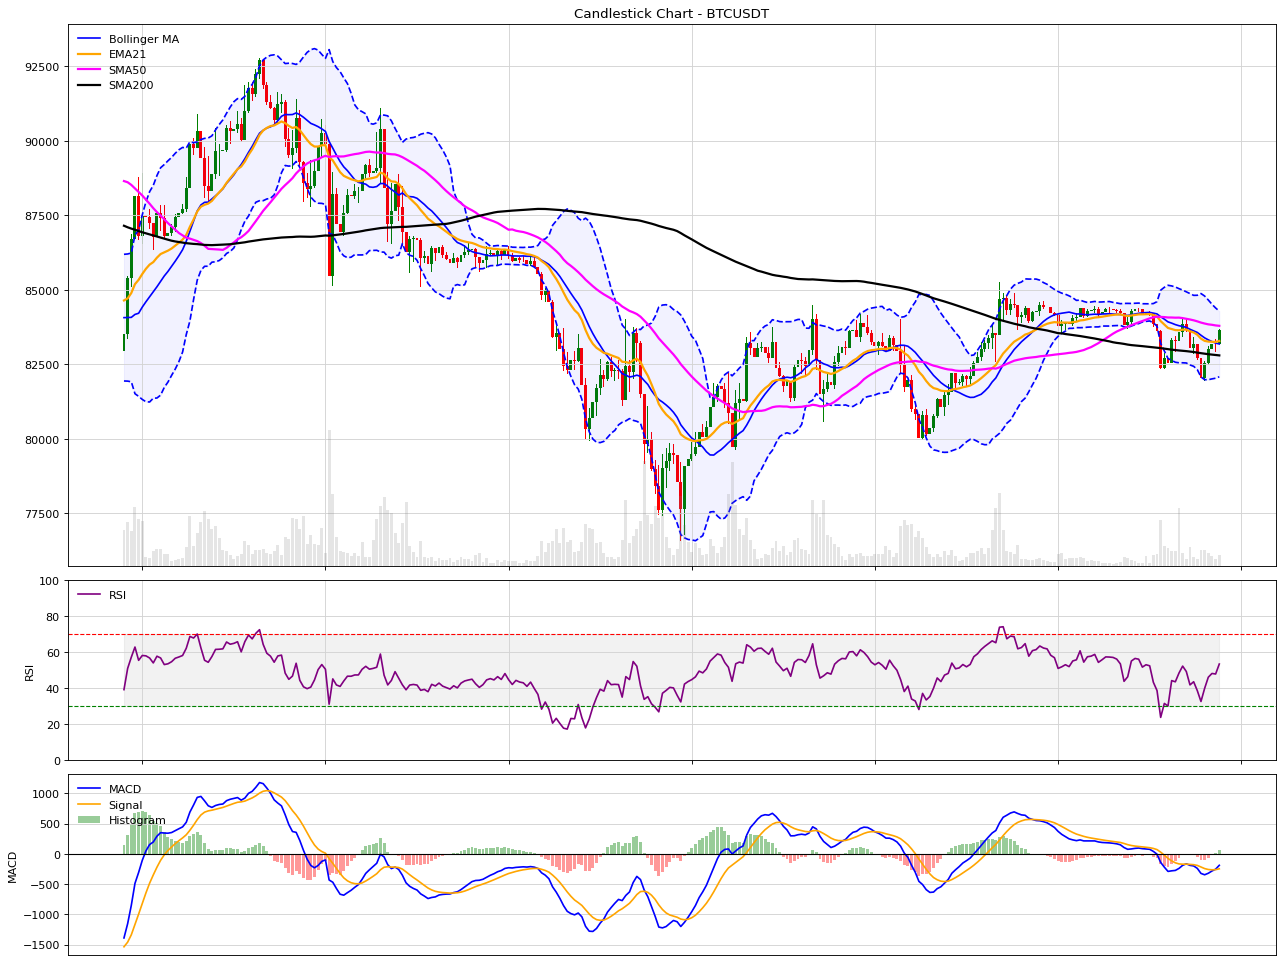 Candlestick Chart - BTCUSDT
Bollinger MA
EMA21
SMA50
SMA200
92500
90000
87500
85000
82500
80000
77500
RSI
100
80
60
40
20
0
RSI
MACD
Signal
Histogram
1000
500
0
−500
−1000
−1500
MACD